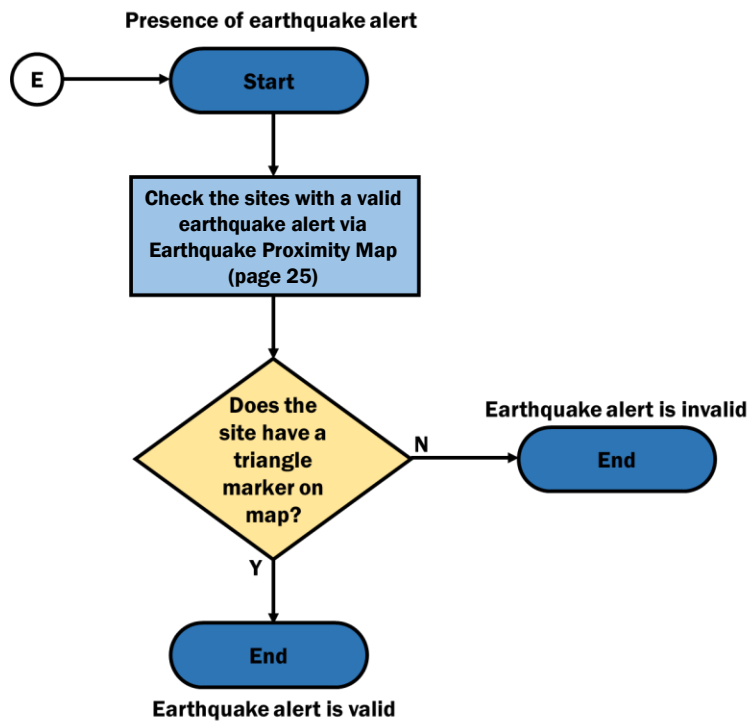 Presence of earthquake alert
E
Start
Check the sites with a valid
earthquake alert via
Earthquake Proximity Map
(page 25)
Does the
site have a
triangle
marker on
map?
N
Earthquake alert is invalid
End
Y
End
Earthquake alert is valid